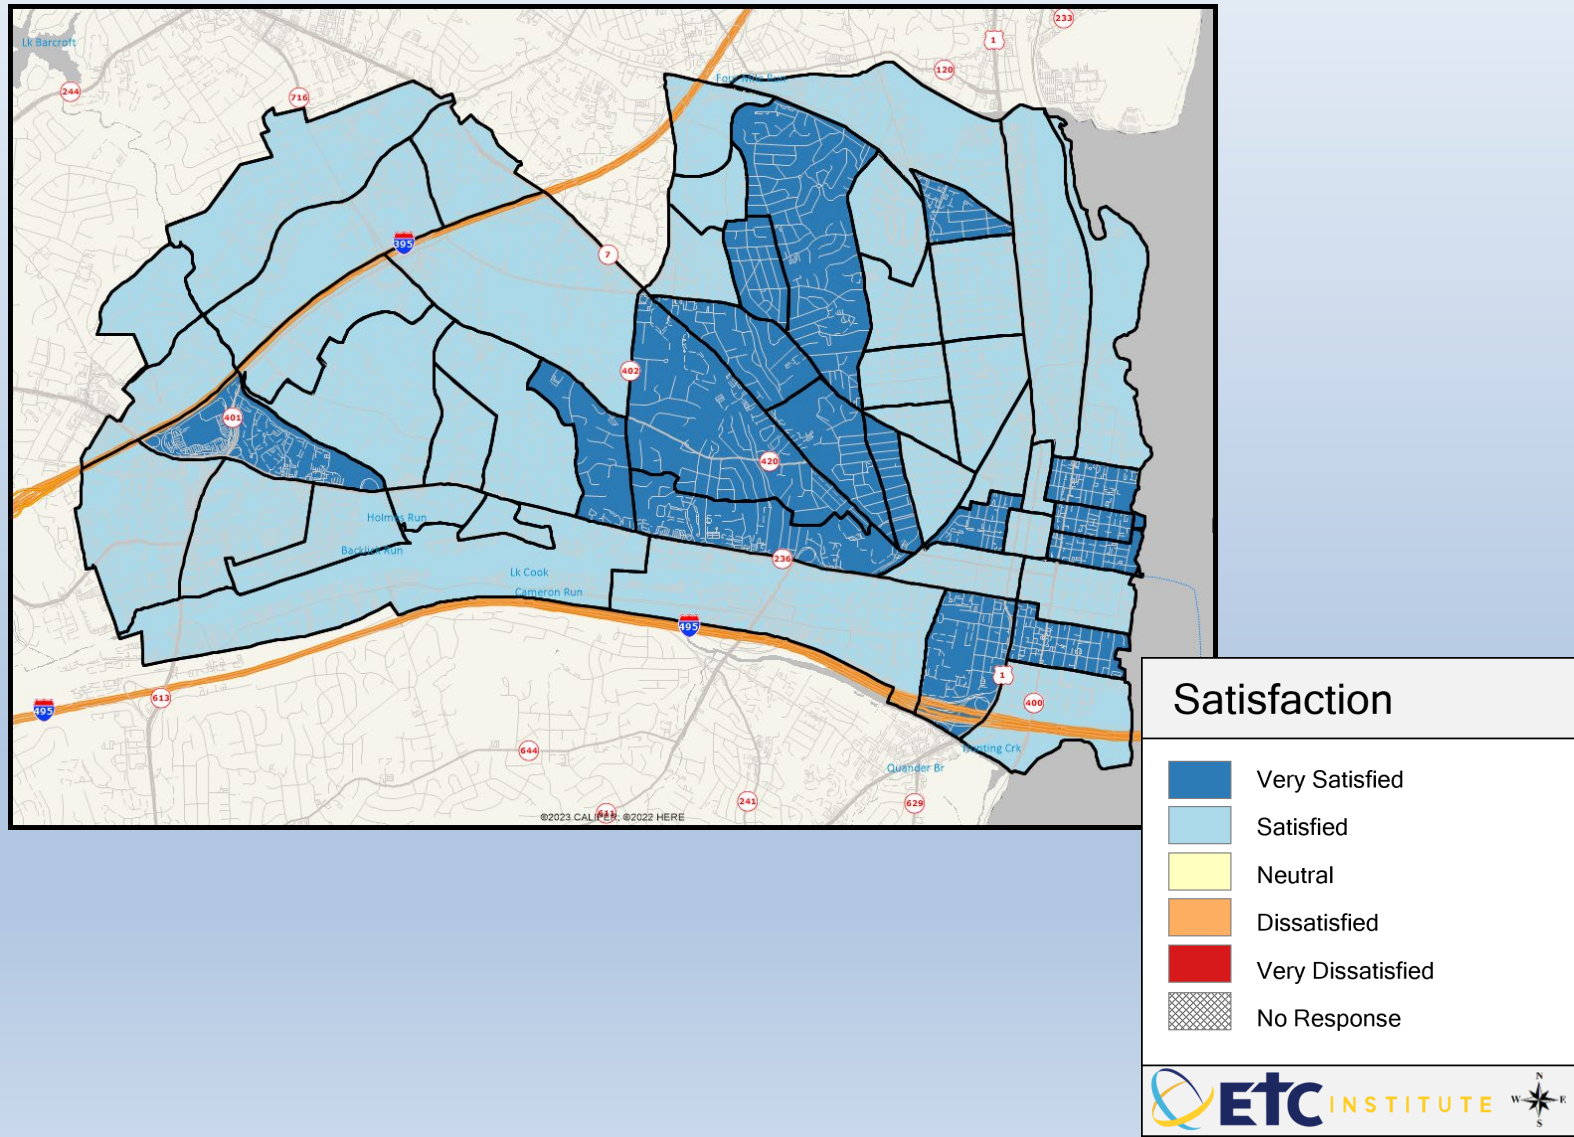 233
1
Lk Barcroft
120
Four Mile Run
244
716
395
7
402
401
420
Holmes Run
Backlick Run
236
Lk Cook
Cameron Run
495
1
613
400
495
644
Hunting Crk
Quander Br
241
629
611
©2023 CALIPER; ©2022 HERE
Satisfaction
Very Satisfied
Satisfied
Neutral
Dissatisfied
Very Dissatisfied
No Response
ETC INSTITUTE
N
W E
S